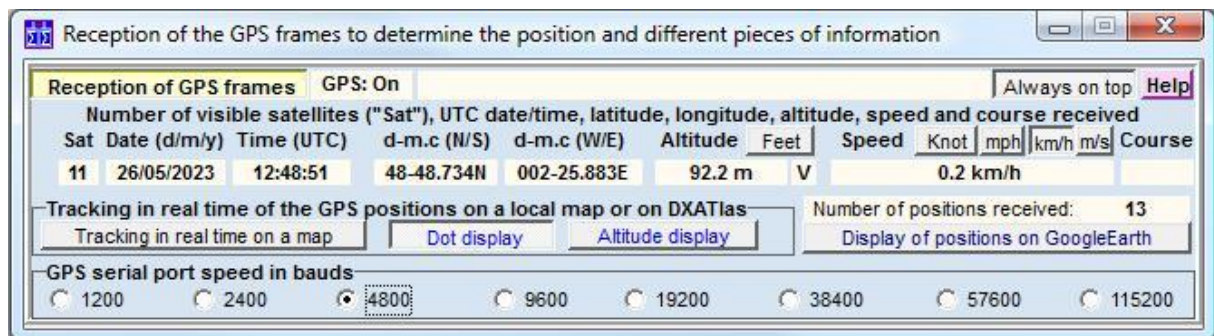 Reception of the GPS frames to determine the position and different pieces of information
Reception of GPS frames GPS: On Always on top Help
Number of visible satellites ("Sat"), UTC date/time, latitude, longitude, altitude, speed and course received
Sat Date (d/m/y) Time (UTC) d-m.c (N/S) d-m.c (W/E) Altitude Feet Speed Knot mph km/h m/s Course
11 26/05/2023 12:48:51 48-48.734N 002-25.883E 92.2 m V 0.2 km/h
Tracking in real time of the GPS positions on a local map or on DXATlas Number of positions received: 13
Tracking in real time on a map Dot display Altitude display Display of positions on GoogleEarth
GPS serial port speed in bauds
1200 2400 4800 9600 19200 38400 57600 115200